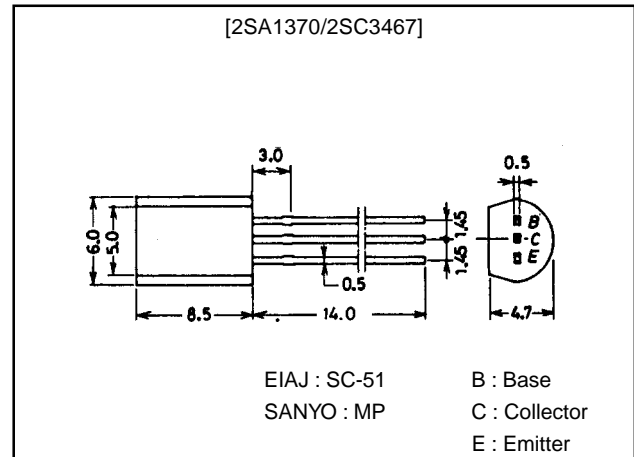 [2SA1370/2SC3467]
3.0
0.5
6.0
5.0
B
C
E
1.45
1.45
0.5
8.5
14.0
4.7
EIAJ : SC-51
B : Base
SANYO : MP
C : Collector
E : Emitter